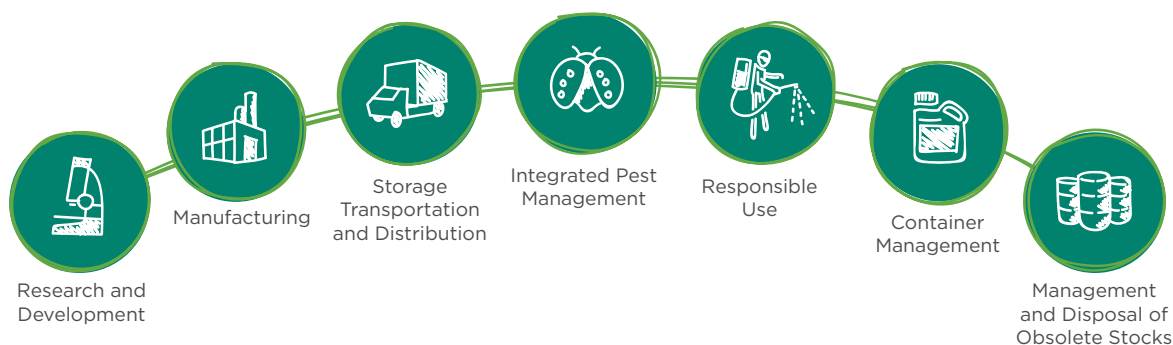 Research and
Development
Manufacturing
Storage
Transportation
and Distribution
Integrated Pest
Management
Responsible
Use
Container
Management
Management
and Disposal of
Obsolete Stocks